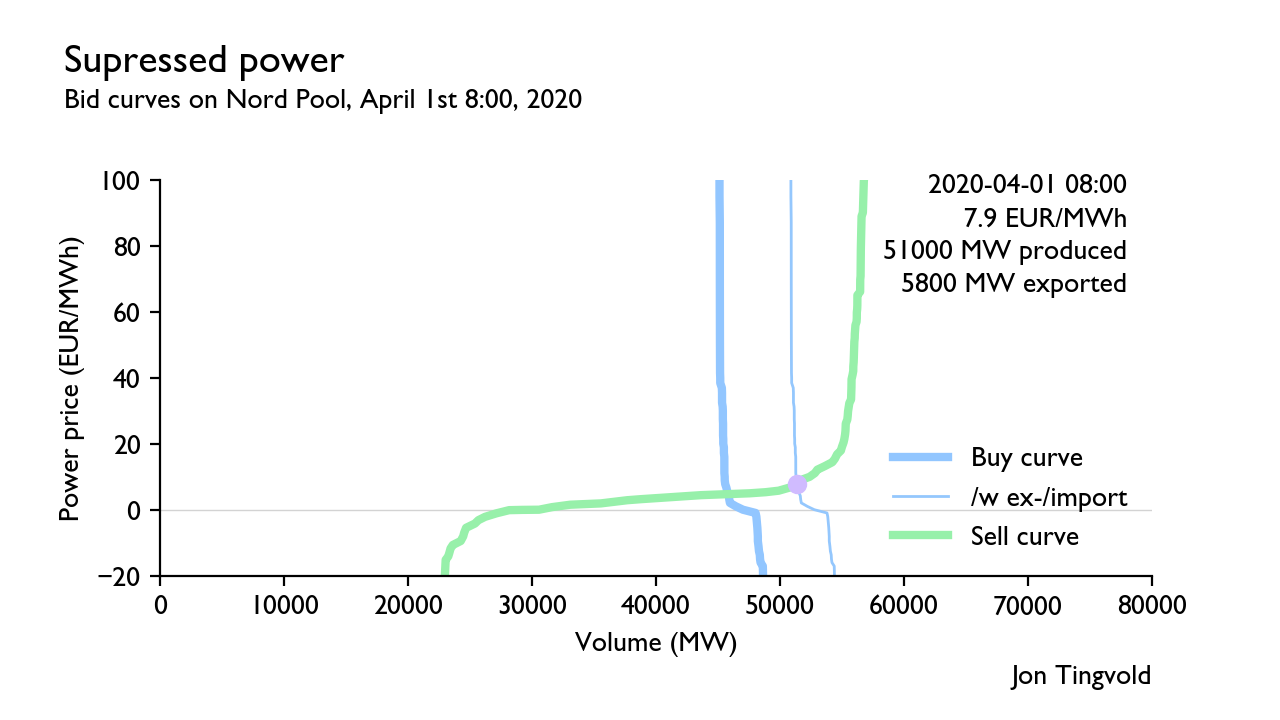 Supressed power
Bid curves on Nord Pool, April 1st 8:00, 2020
100
80
60
40
20
0
−20
Power price (EUR/MWh)
2020-04-01 08:00
7.9 EUR/MWh
51000 MW produced
5800 MW exported
Buy curve
/w ex-/import
Sell curve
0
10000
20000
30000
40000
50000
60000
70000
80000
Volume (MW)
Jon Tingvold